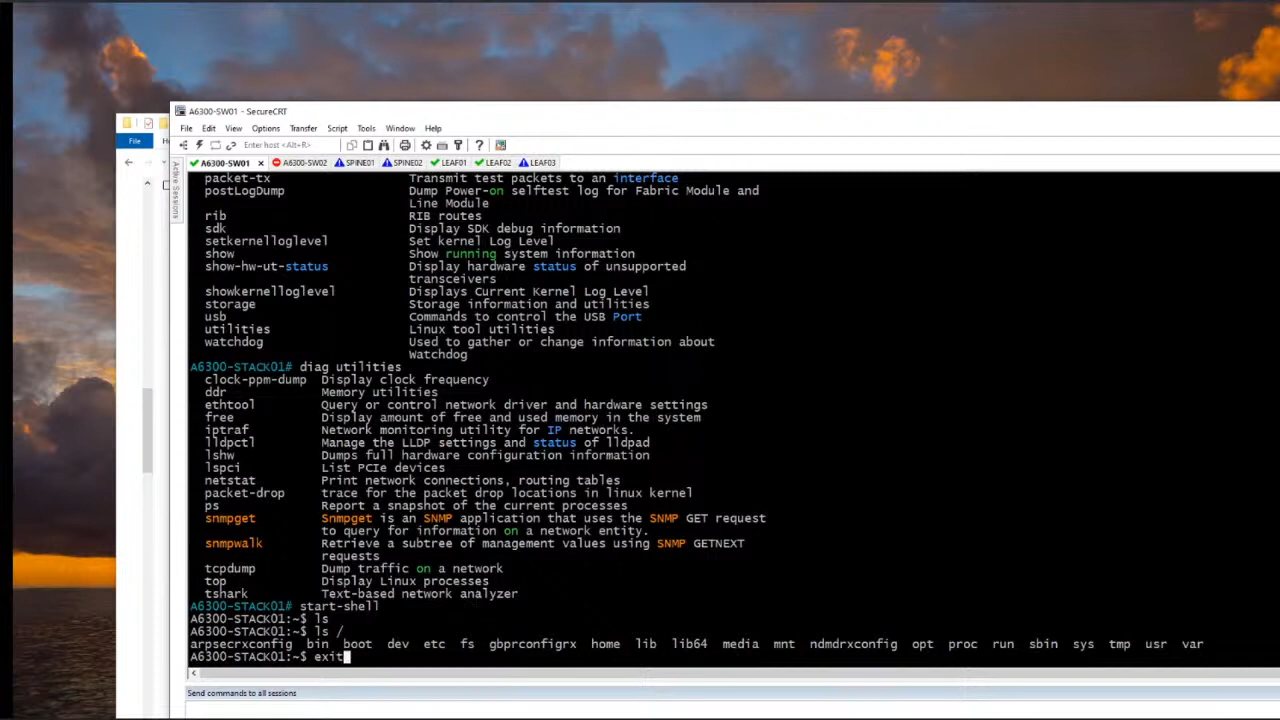 A6300-SW01 - SecureCRT
File Edit View Options Transfer Script Tools Window Help
File
Enter host <Alt+R>
A6300-SW01 A6300-SW02 SPINE01 SPINE02 LEAF01 LEAF02 LEAF03
Active Sessions
packet-tx Transmit test packets to an interface
postLogDump Dump Power-on selftest log for Fabric Module and
Line Module
rib RIB routes
sdk Display SDK debug information
setkernelloglevel Set kernel Log Level
show Show running system information
show-hw-ut-status Display hardware status of unsupported
transceivers
showkernelloglevel Displays Current Kernel Log Level
storage Storage information and utilities
usb Commands to control the USB Port
utilities Linux tool utilities
watchdog Used to gather or change information about
Watchdog
A6300-STACK01# diag utilities
clock-ppm-dump Display clock frequency
ddr Memory utilities
ethtool Query or control network driver and hardware settings
free Display amount of free and used memory in the system
iptraf Network monitoring utility for IP networks.
lldpctl Manage the LLDP settings and status of lldpad
lshw Dumps full hardware configuration information
lspci List PCIe devices
netstat Print network connections, routing tables
packet-drop trace for the packet drop locations in linux kernel
ps Report a snapshot of the current processes
snmpget Snmpget is an SNMP application that uses the SNMP GET request
to query for information on a network entity.
snmpwalk Retrieve a subtree of management values using SNMP GETNEXT
requests
tcpdump Dump traffic on a network
top Display Linux processes
tshark Text-based network analyzer
A6300-STACK01# start-shell
A6300-STACK01:~$ ls
A6300-STACK01:~$ ls /
arpsecrxconfig bin boot dev etc fs gbprconfigrx home lib lib64 media mnt ndmdrxconfig opt proc run sbin sys tmp usr var
A6300-STACK01:~$ exit
Send commands to all sessions